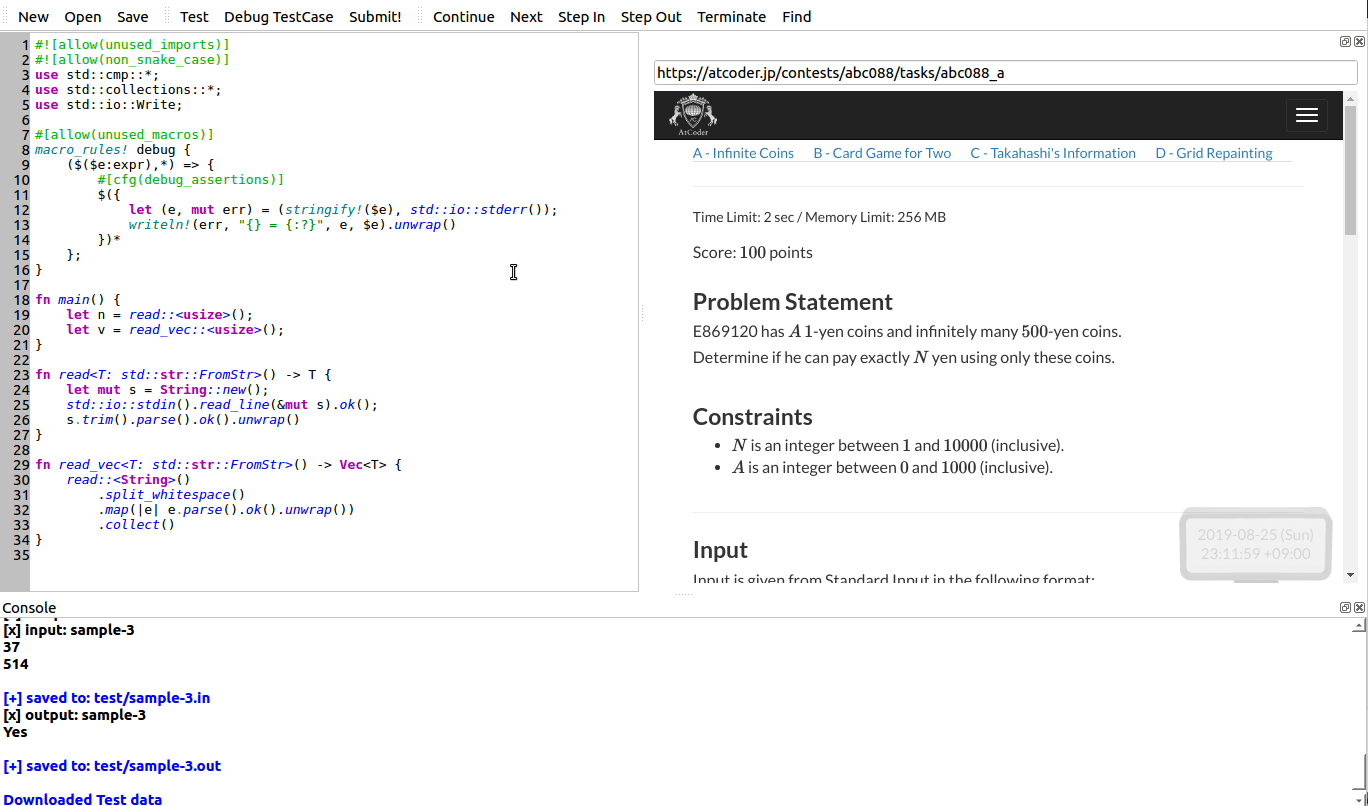 New Open Save Test Debug TestCase Submit! Continue Next Step In Step Out Terminate Find
1 #![allow(unused_imports)]
2 #![allow(non_snake_case)]
3 use std::cmp::*;
4 use std::collections::*;
5 use std::io::Write;
6
7 #[allow(unused_macros)]
8 macro_rules! debug {
9     ($($e:expr),*) => {
10         #[cfg(debug_assertions)]
11         $({
12             let (e, mut err) = (stringify!($e), std::io::stderr());
13             writeln!(err, "{} = {:?}", e, $e).unwrap()
14         })*
15     };
16 }
17
18 fn main() {
19     let n = read::<usize>();
20     let v = read_vec::<usize>();
21 }
22
23 fn read<T: std::str::FromStr>() -> T {
24     let mut s = String::new();
25     std::io::stdin().read_line(&mut s).ok();
26     s.trim().parse().ok().unwrap()
27 }
28
29 fn read_vec<T: std::str::FromStr>() -> Vec<T> {
30     read::<String>()
31         .split_whitespace()
32         .map(|e| e.parse().ok().unwrap())
33         .collect()
34 }
35
https://atcoder.jp/contests/abc088/tasks/abc088_a
AtCoder
A - Infinite Coins B - Card Game for Two C - Takahashi's Information D - Grid Repainting
Time Limit: 2 sec / Memory Limit: 256 MB
Score: 100 points
Problem Statement
E869120 has A 1-yen coins and infinitely many 500-yen coins.
Determine if he can pay exactly N yen using only these coins.
Constraints
• N is an integer between 1 and 10000 (inclusive).
• A is an integer between 0 and 1000 (inclusive).
2019-08-25 (Sun)
23:11:59 +09:00
Input
Input is given from Standard Input in the following format:
Console
[x] input: sample-3
37
514
[+] saved to: test/sample-3.in
[x] output: sample-3
Yes
[+] saved to: test/sample-3.out
Downloaded Test data